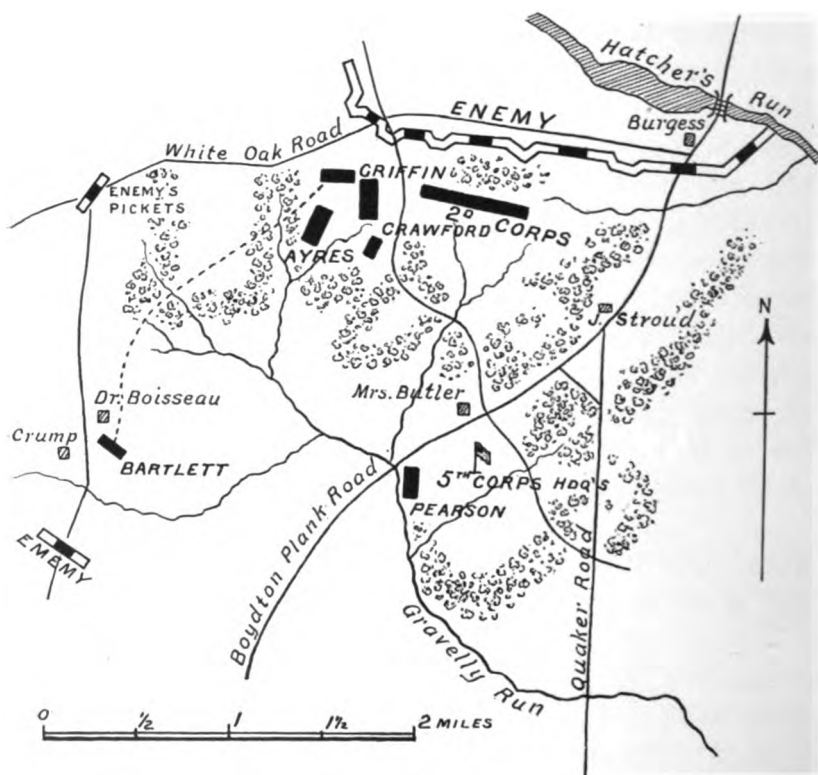 Hatcher's
Run
ENEMY
Burgess
White Oak Road
GRIFFIN
ENEMY'S
PICKETS
2D CORPS
CRAWFORD
AYRES
J. Stroud
N
Mrs. Butler
Dr. Boisseau
Crump
BARTLETT
5TH CORPS HDQ'S
PEARSON
ENEMY
Boydton Plank Road
Gravelly Run
Quaker Road
0 1/2 1 1 1/2 2 MILES